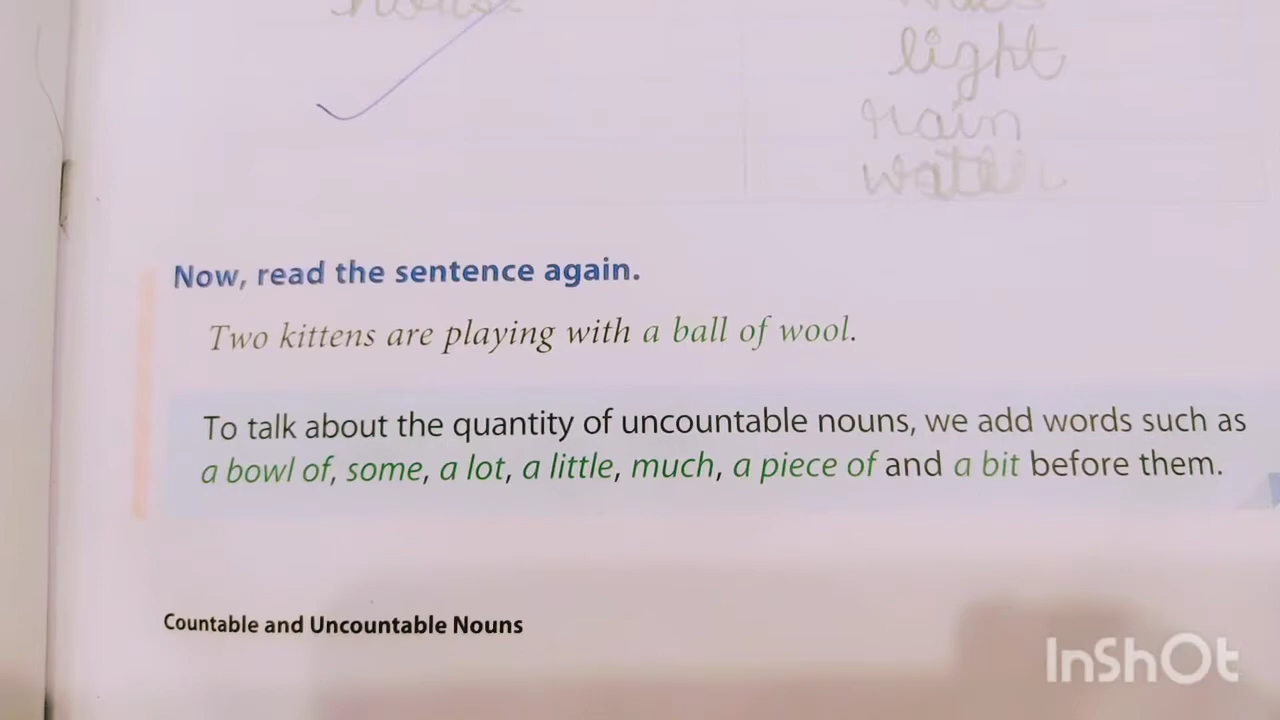 house
light
rain
water
Now, read the sentence again.
Two kittens are playing with a ball of wool.
To talk about the quantity of uncountable nouns, we add words such as
a bowl of, some, a lot, a little, much, a piece of and a bit before them.
Countable and Uncountable Nouns
InShOt